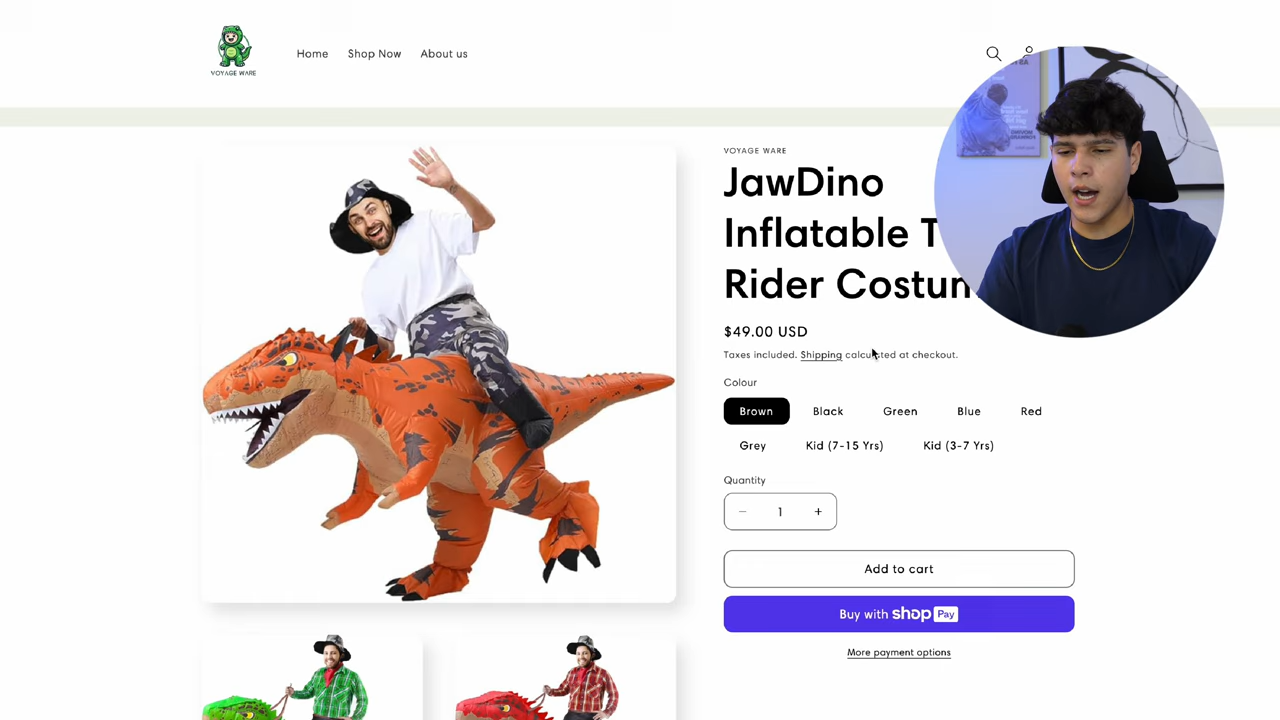 VOYAGE WARE
Home
Shop Now
About us
VOYAGE WARE
JawDino
Inflatable
Rider
$49.00 USD
Taxes included. Shipping calculated at checkout.
Colour
Brown
Black
Green
Blue
Red
Grey
Kid (7-15 Yrs)
Kid (3-7 Yrs)
Quantity
1
Add to cart
Buy with shop Pay
More payment options